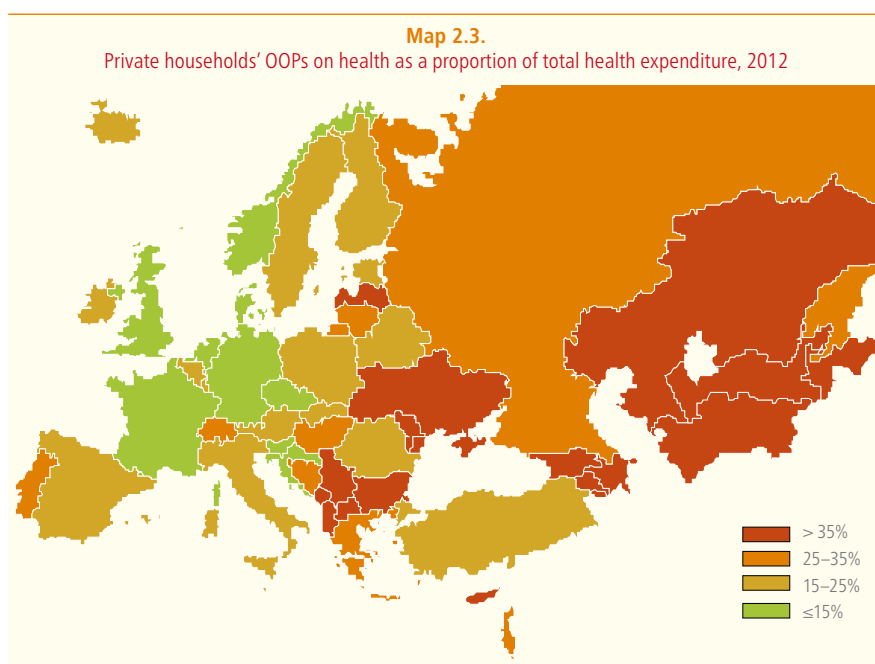 Map 2.3.
Private households’ OOPs on health as a proportion of total health expenditure, 2012
> 35%
25–35%
15–25%
≤15%